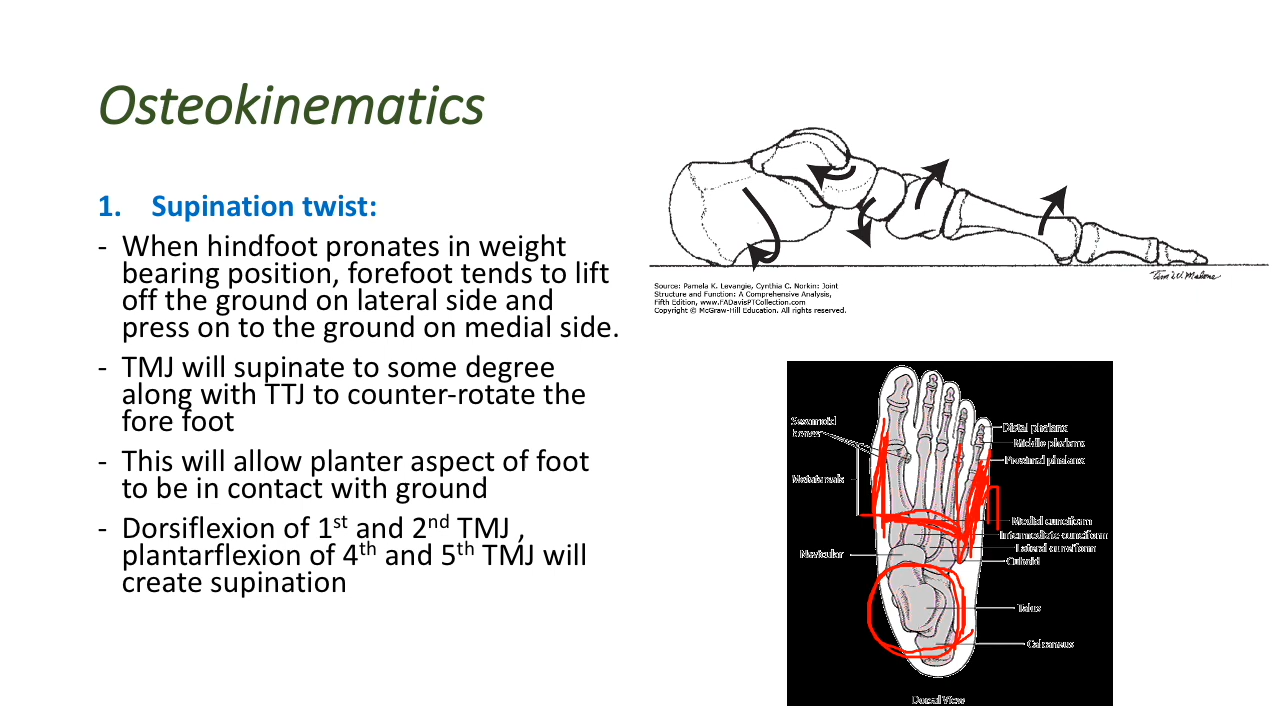 Osteokinematics
1. Supination twist:
- When hindfoot pronates in weight
bearing position, forefoot tends to lift
off the ground on lateral side and
press on to the ground on medial side.
- TMJ will supinate to some degree
along with TTJ to counter-rotate the
fore foot
- This will allow planter aspect of foot
to be in contact with ground
- Dorsiflexion of 1st and 2nd TMJ ,
plantarflexion of 4th and 5th TMJ will
create supination
Tim W. Malone
Source: Pamela K. Levangie, Cynthia C. Norkin: Joint
Structure and Function: A Comprehensive Analysis,
Fifth Edition, www.FADavisPTCollection.com
Copyright © McGraw-Hill Education. All rights reserved.
Sesamoid
bones
Distal phalanx
Middle phalanx
Proximal phalanx
Metatarsals
Medial cuneiform
Intermediate cuneiform
Lateral cuneiform
Navicular
Cuboid
Talus
Calcaneus
Dorsal View